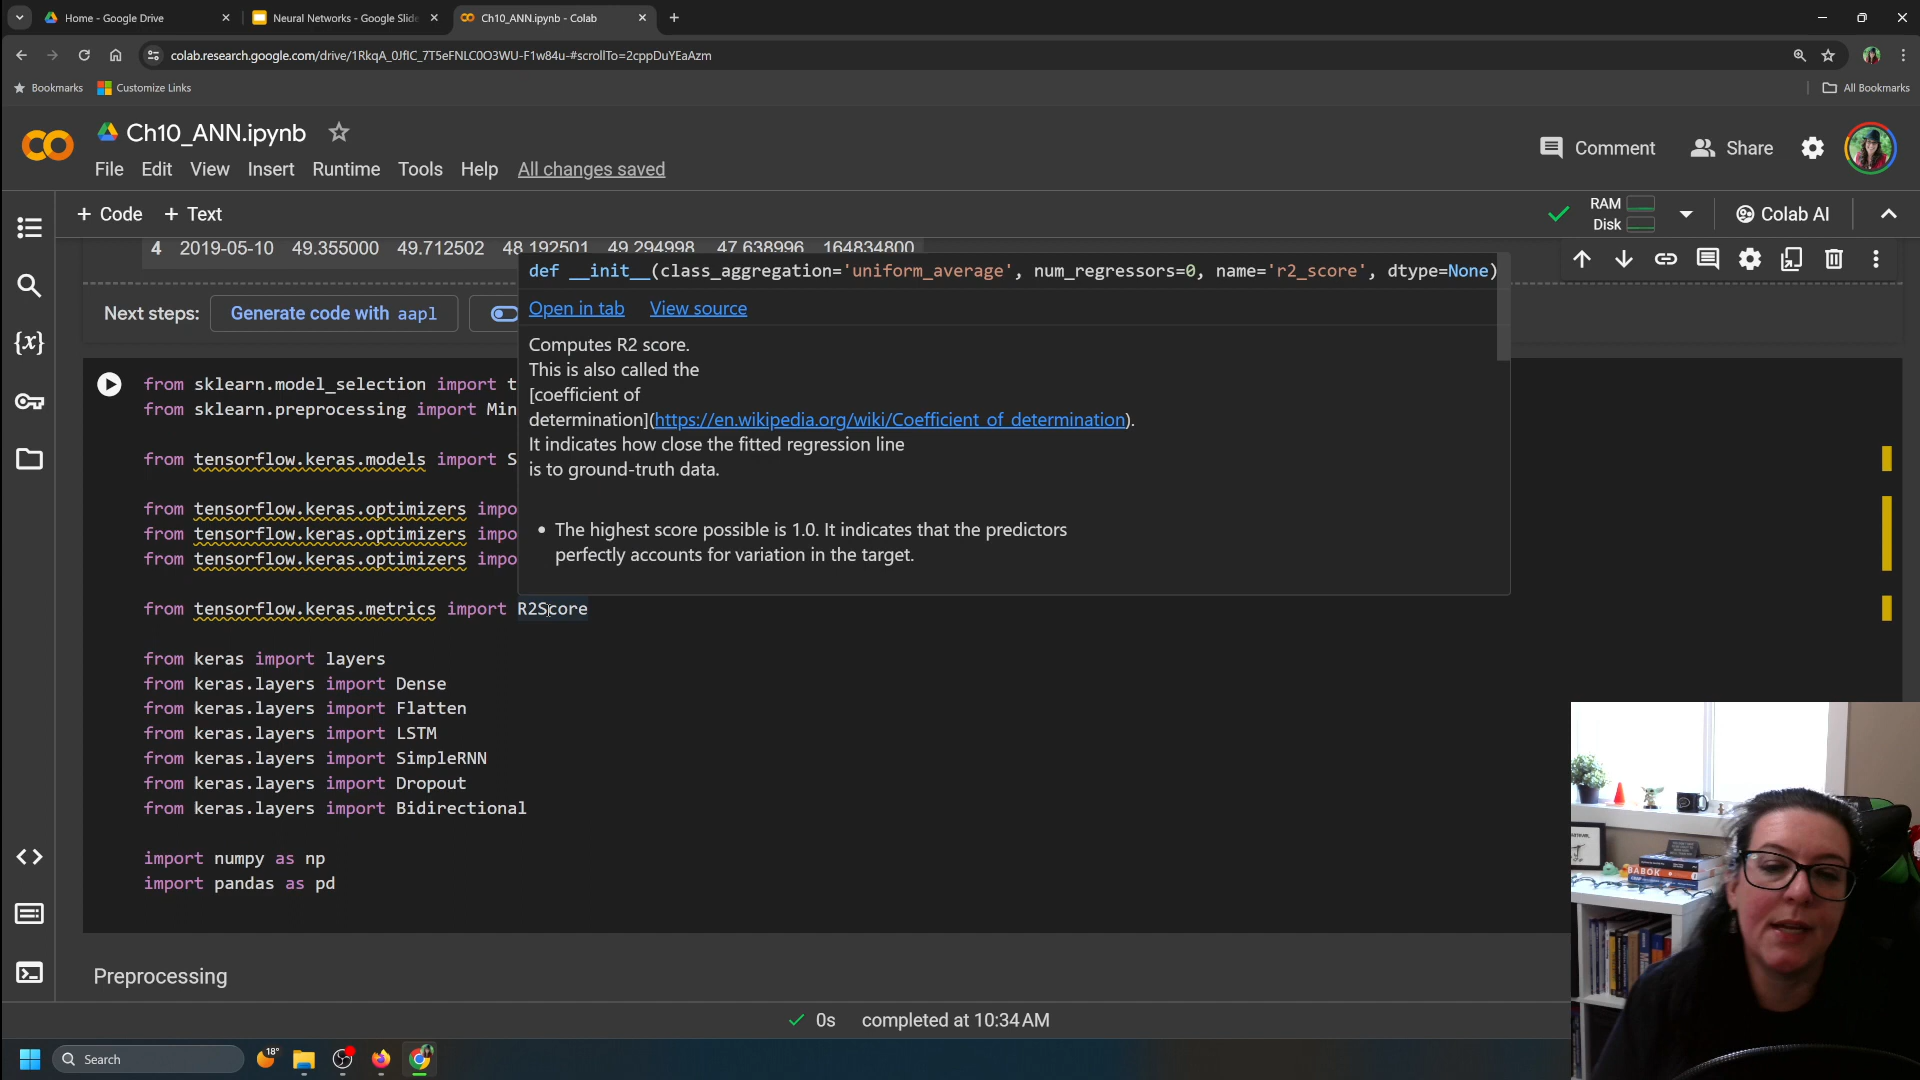 Home - Google Drive
Neural Networks - Google Slide
Ch10_ANN.ipynb - Colab
colab.research.google.com/drive/1RkqA_0JflC_7T5eFNLC0O3WU-F1w84u-#scrollTo=2cppDuYEaAzm
Bookmarks
Customize Links
All Bookmarks
Ch10_ANN.ipynb
Comment
Share
File Edit View Insert Runtime Tools Help All changes saved
+ Code + Text
RAM
Disk
Colab AI
4 2019-05-10 49.355000 49.712502 48.192501 49.294998 47.638996 164834800
def __init__(class_aggregation='uniform_average', num_regressors=0, name='r2_score', dtype=None)
Next steps: Generate code with aapl
Open in tab View source
Computes R2 score.
This is also called the
[coefficient of
determination](https://en.wikipedia.org/wiki/Coefficient_of_determination).
It indicates how close the fitted regression line
is to ground-truth data.
• The highest score possible is 1.0. It indicates that the predictors
perfectly accounts for variation in the target.
from sklearn.model_selection import t
from sklearn.preprocessing import Min
from tensorflow.keras.models import S
from tensorflow.keras.optimizers impo
from tensorflow.keras.optimizers impo
from tensorflow.keras.optimizers impo
from tensorflow.keras.metrics import R2Score
from keras import layers
from keras.layers import Dense
from keras.layers import Flatten
from keras.layers import LSTM
from keras.layers import SimpleRNN
from keras.layers import Dropout
from keras.layers import Bidirectional
import numpy as np
import pandas as pd
BABOK
Preprocessing
0s completed at 10:34 AM
18°
Search